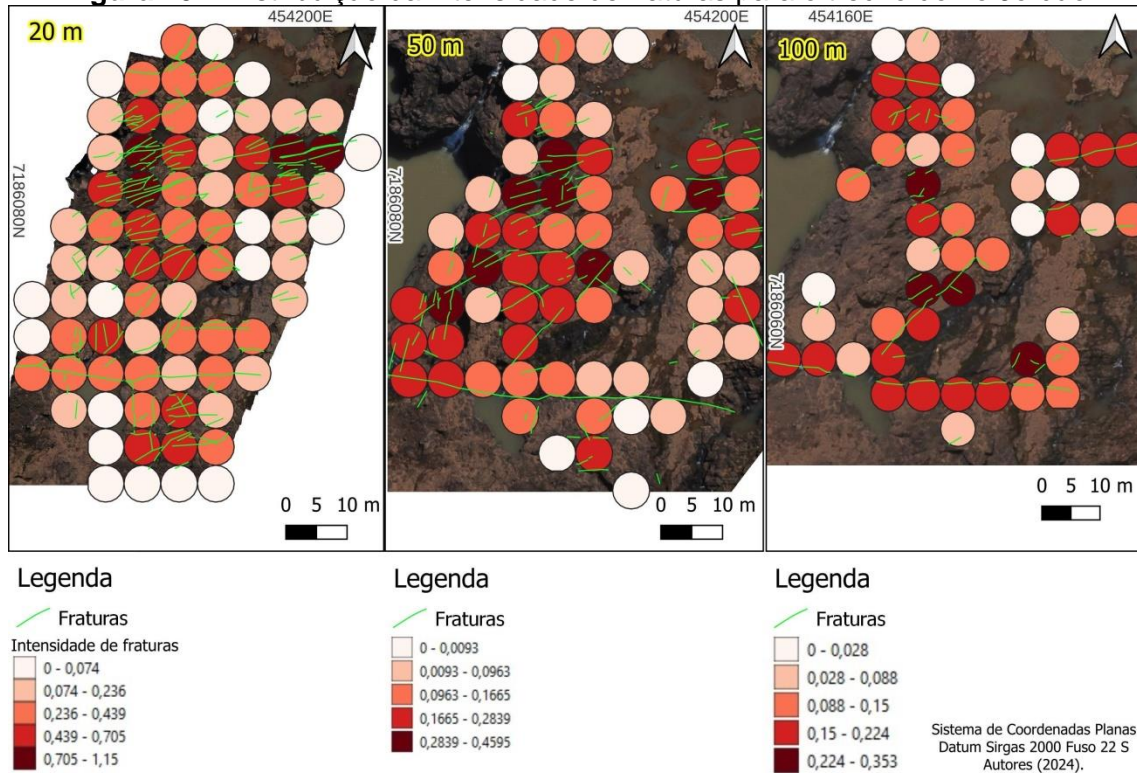 454200E
20 m
7186080N
0 5 10 m
454200E
50 m
7186080N
0 5 10 m
454160E
100 m
7186060N
0 5 10 m
Legenda
Fraturas
Intensidade de fraturas
0 - 0,074
0,074 - 0,236
0,236 - 0,439
0,439 - 0,705
0,705 - 1,15
Legenda
Fraturas
0 - 0,0093
0,0093 - 0,0963
0,0963 - 0,1665
0,1665 - 0,2839
0,2839 - 0,4595
Legenda
Fraturas
0 - 0,028
0,028 - 0,088
0,088 - 0,15
0,15 - 0,224
0,224 - 0,353
Sistema de Coordenadas Planas
Datum Sirgas 2000 Fuso 22 S
Autores (2024).